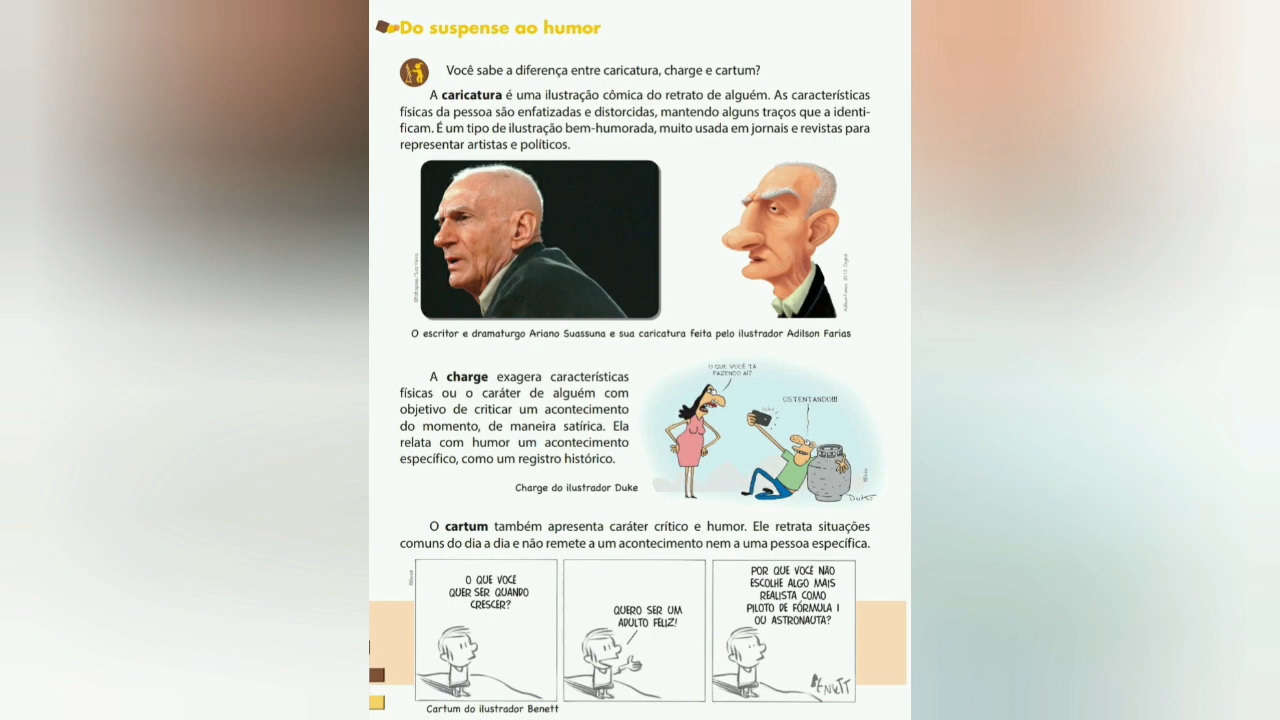 Do suspense ao humor
Você sabe a diferença entre caricatura, charge e cartum?
A caricatura é uma ilustração cômica do retrato de alguém. As características
físicas da pessoa são enfatizadas e distorcidas, mantendo alguns traços que a identi-
ficam. É um tipo de ilustração bem-humorada, muito usada em jornais e revistas para
representar artistas e políticos.
O escritor e dramaturgo Ariano Suassuna e sua caricatura feita pelo ilustrador Adilson Farias
A charge exagera características
físicas ou o caráter de alguém com
objetivo de criticar um acontecimento
do momento, de maneira satírica. Ela
relata com humor um acontecimento
específico, como um registro histórico.
Charge do ilustrador Duke
O QUE VOCÊ TÁ
FAZENDO AÍ?
OSTENTANDO!!!
DUKE
O cartum também apresenta caráter crítico e humor. Ele retrata situações
comuns do dia a dia e não remete a um acontecimento nem a uma pessoa específica.
O QUE VOCÊ
QUER SER QUANDO
CRESCER?
QUERO SER UM
ADULTO FELIZ!
POR QUE VOCÊ NÃO
ESCOLHE ALGO MAIS
REALISTA COMO
PILOTO DE FÓRMULA 1
OU ASTRONAUTA?
BENETT
Cartum do ilustrador Benett